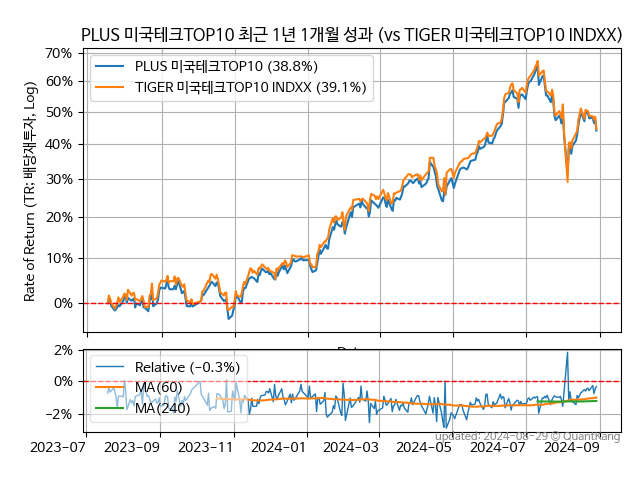 PLUS 미국테크TOP10 최근 1년 1개월 성과 (vs TIGER 미국테크TOP10 INDXX)
70%
60%
50%
40%
30%
20%
10%
0%
Rate of Return (TR: 배당재투자, Log)
PLUS 미국테크TOP10 (38.8%)
TIGER 미국테크TOP10 INDXX (39.1%)
2%
0%
−2%
Relative (−0.3%)
MA(60)
MA(240)
updated: 2024-08-29 © QuantKang
2023-07 2023-09 2023-11 2024-01 2024-03 2024-05 2024-07 2024-09